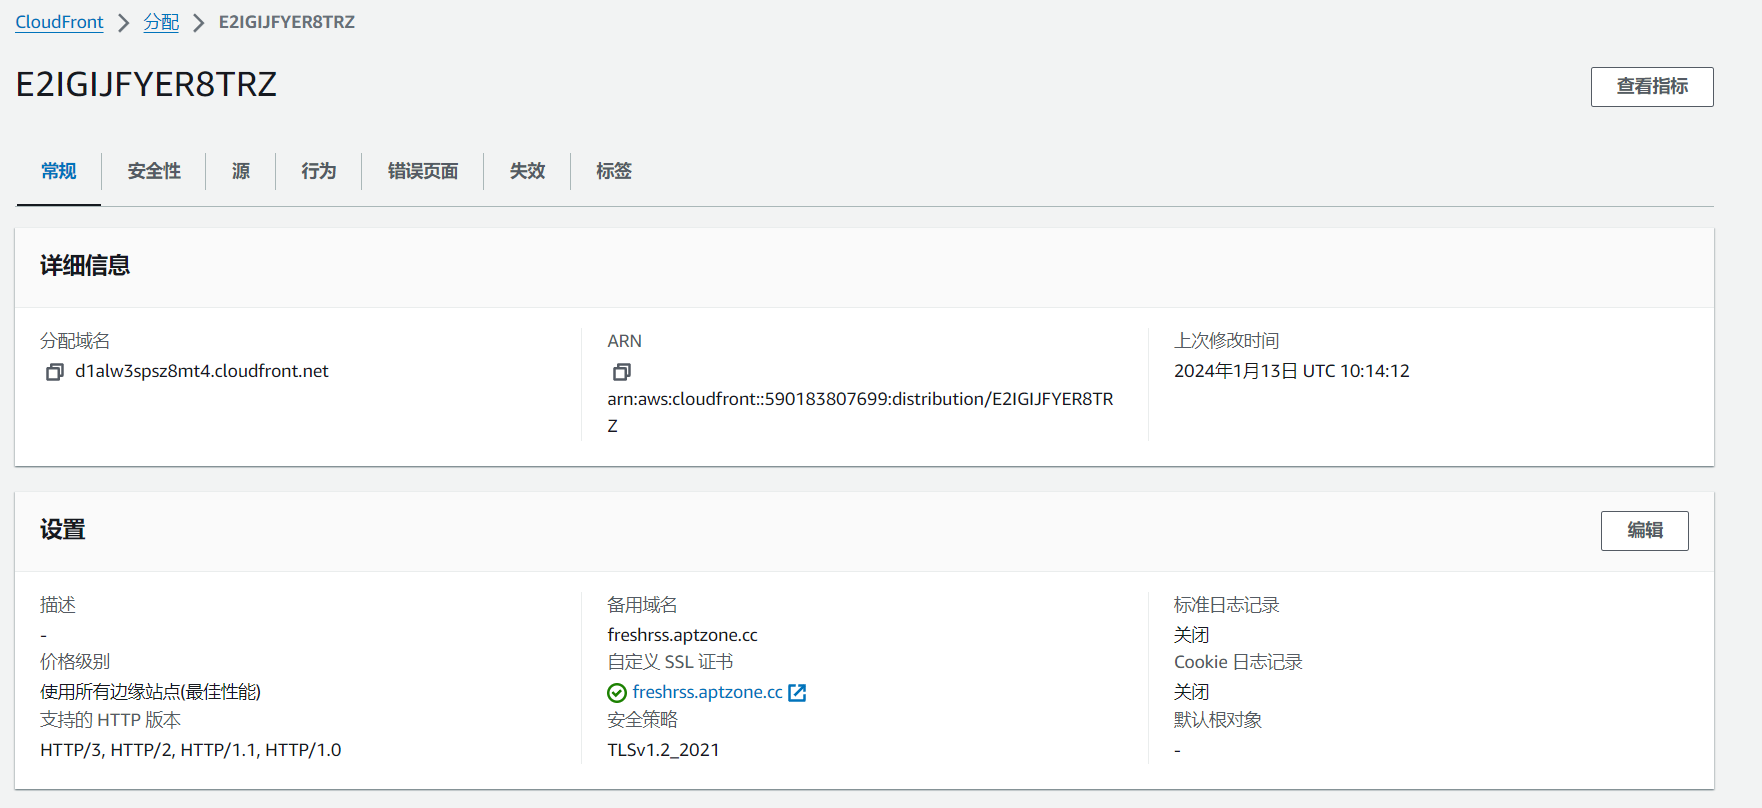 CloudFront > 分配 > E2IGIJFYER8TRZ
E2IGIJFYER8TRZ
查看指标
常规 安全性 源 行为 错误页面 失效 标签
详细信息
分配域名
d1alw3spsz8mt4.cloudfront.net
ARN
arn:aws:cloudfront::590183807699:distribution/E2IGIJFYER8TR
Z
上次修改时间
2024年1月13日 UTC 10:14:12
设置
编辑
描述
-
价格级别
使用所有边缘站点(最佳性能)
支持的 HTTP 版本
HTTP/3, HTTP/2, HTTP/1.1, HTTP/1.0
备用域名
freshrss.aptzone.cc
自定义 SSL 证书
freshrss.aptzone.cc
安全策略
TLSv1.2_2021
标准日志记录
关闭
Cookie 日志记录
关闭
默认根对象
-